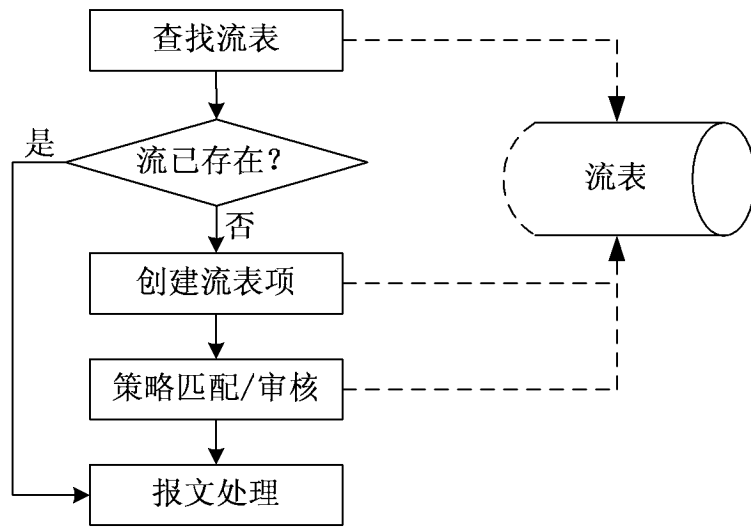 查找流表
是
流已存在？
流表
否
创建流表项
策略匹配/审核
报文处理